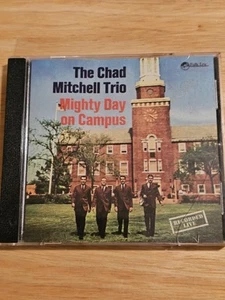 The Chad
Mitchell Trio
Mighty Day
on Campus
RECORDED
LIVE